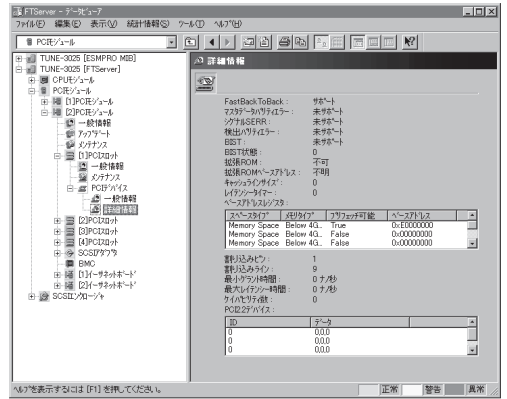 FTServer - データビューア
ファイル(F) 編集(E) 表示(V) 統計情報(S) ツール(T) ヘルプ(H)
PCIモジュール
TUNE-3025 [ESMPRO MIB]
TUNE-3025 [FTServer]
CPUモジュール
PCIモジュール
[1]PCIモジュール
[2]PCIモジュール
一般情報
アップデート
メンテナンス
[1]PCIスロット
一般情報
メンテナンス
PCIデバイス
一般情報
詳細情報
[2]PCIスロット
[3]PCIスロット
[4]PCIスロット
SCSIアダプタ
BMC
[1]イーサネットボード
[2]イーサネットボード
SCSIエンクロージャ
詳細情報
FastBackToBack : サポート
マスタデータパリティエラー : 未サポート
シグナルSERR : 未サポート
検出パリティエラー : 未サポート
BIST : 未サポート
BIST状態 : 0
拡張ROM : 不可
拡張ROMベースアドレス : 不明
キャッシュラインサイズ : 0
レイテンシータイマー : 0
ベースアドレスレジスタ :
スペースタイプ メモリタイプ プリフェッチ可能 ベースアドレス
Memory Space Below 4G... True 0xE0000000
Memory Space Below 4G... False 0x00000000
Memory Space Below 4G... False 0x00000000
割り込みピン : 1
割り込みライン : 9
最小グラント時間 : 0 ナノ秒
最大レイテンシー時間 : 0 ナノ秒
ケイパビリティ数 : 0
PCI2.2デバイス :
ID データ
0 0,0,0
0 0,0,0
0 0,0,0
ヘルプを表示するには [F1] を押してください。
正常 警告 異常